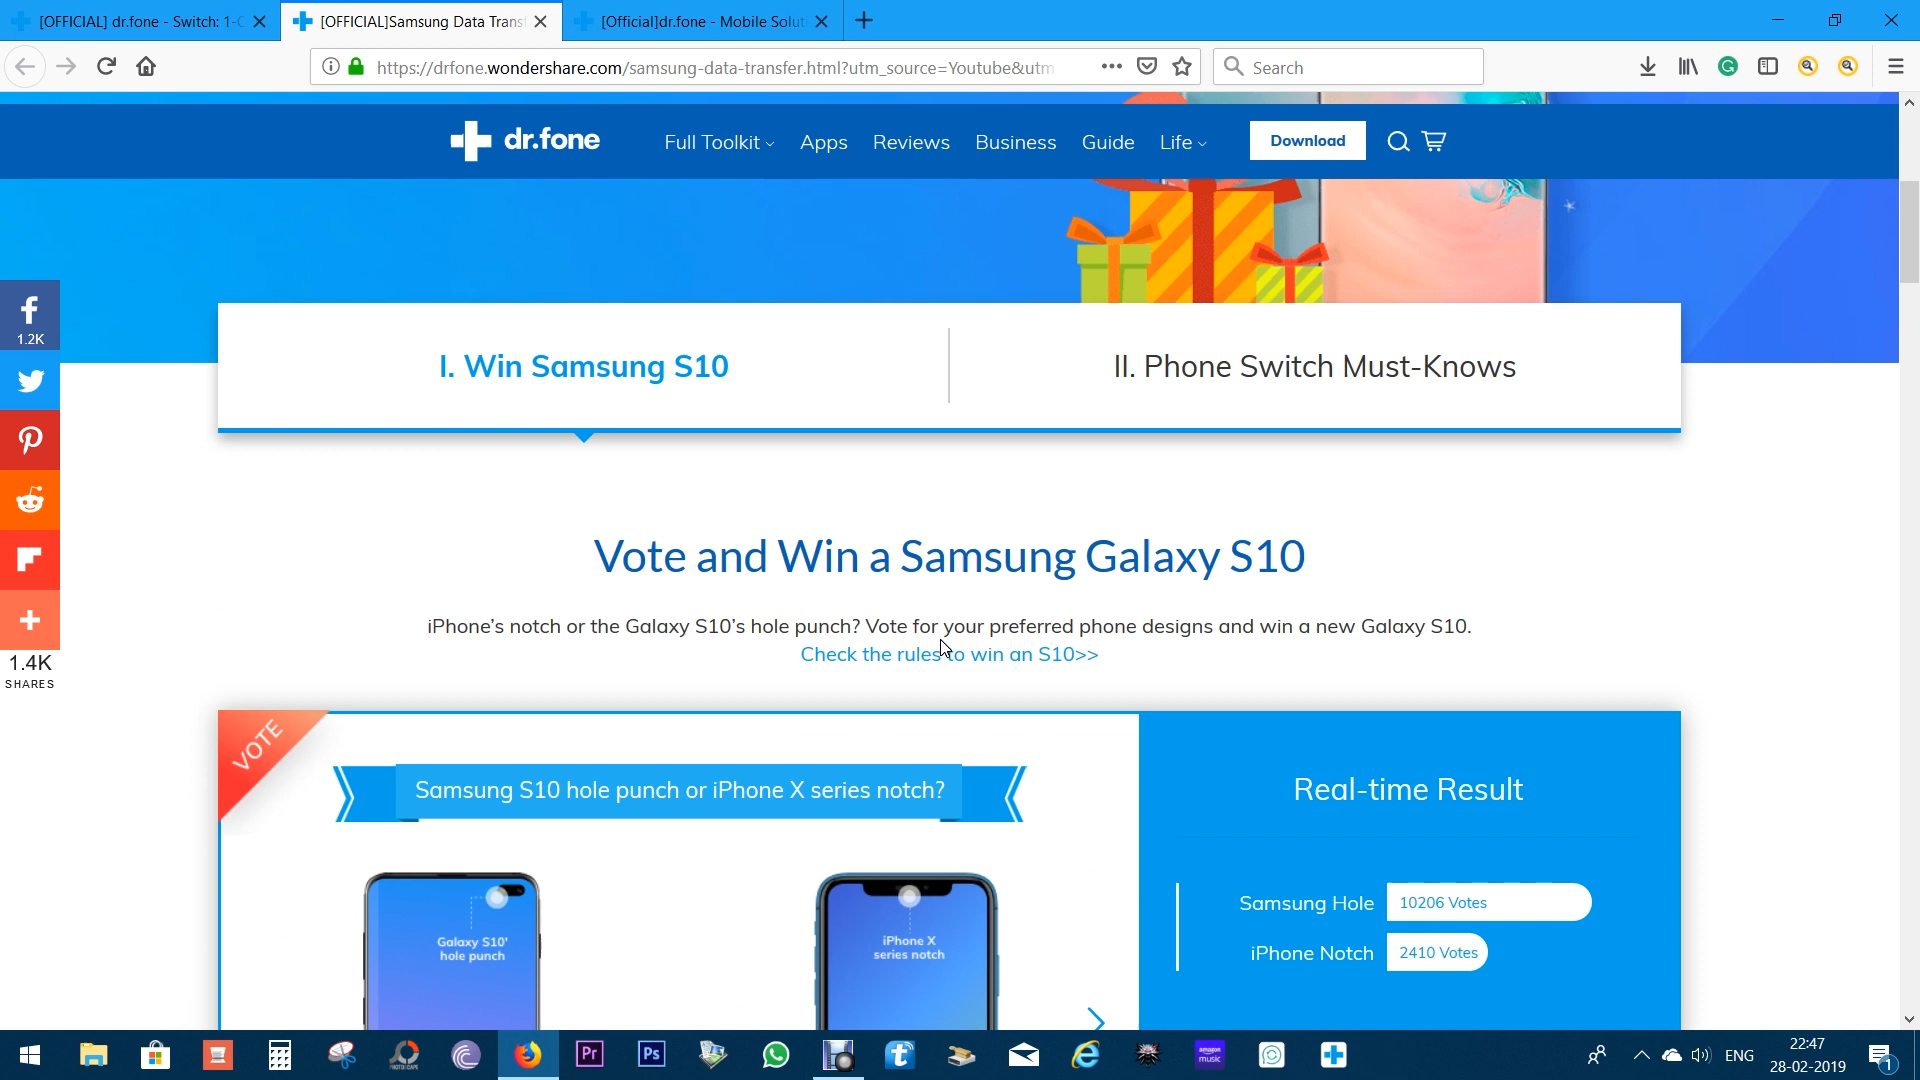 [OFFICIAL] dr.fone - Switch: 1-C
[OFFICIAL]Samsung Data Trans
[Official]dr.fone - Mobile Solut
https://drfone.wondershare.com/samsung-data-transfer.html?utm_source=Youtube&utm
Search
dr.fone
Full Toolkit
Apps
Reviews
Business
Guide
Life
Download
1.2K
1.4K
SHARES
I. Win Samsung S10
II. Phone Switch Must-Knows
Vote and Win a Samsung Galaxy S10
iPhone’s notch or the Galaxy S10’s hole punch? Vote for your preferred phone designs and win a new Galaxy S10.
Check the rules to win an S10>>
VOTE
Samsung S10 hole punch or iPhone X series notch?
Galaxy S10'
hole punch
iPhone X
series notch
Real-time Result
Samsung Hole
10206 Votes
iPhone Notch
2410 Votes
Pr
Ps
amazon
music
ENG
22:47
28-02-2019
1